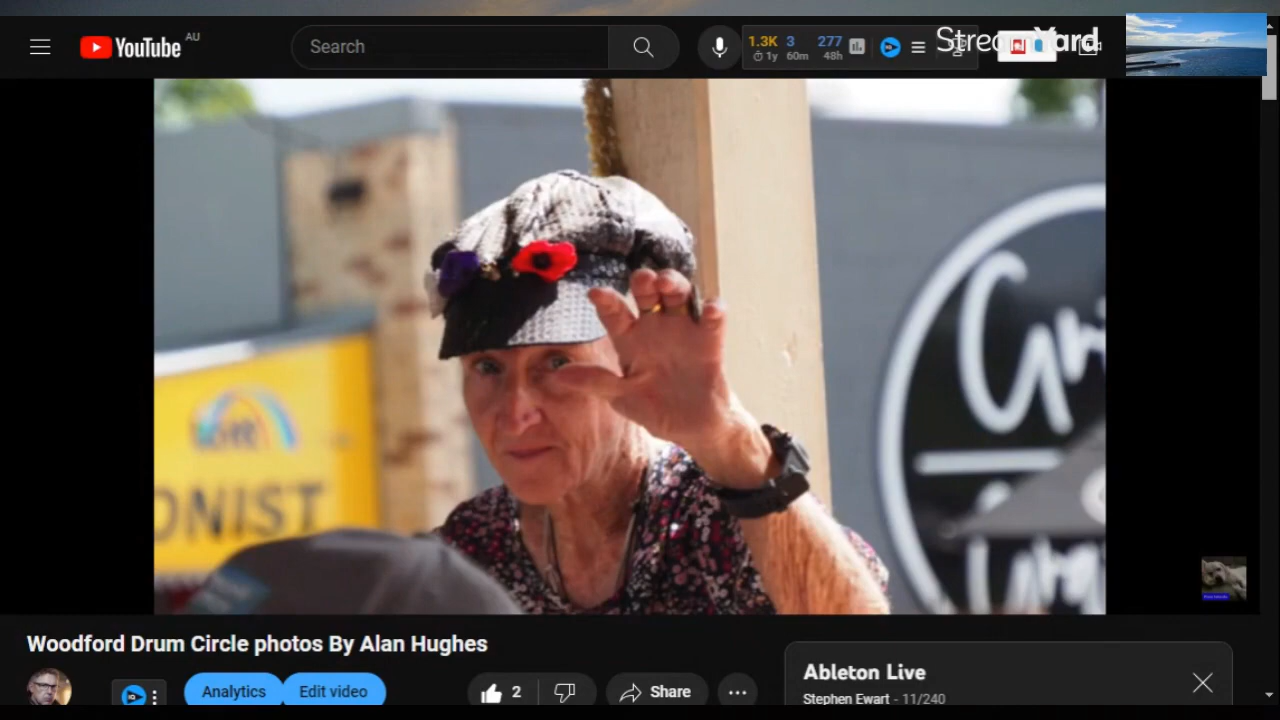 YouTube AU
Search
1.3K 3 277
1y 60m 48h
StreamYard
ONIST
Woodford Drum Circle photos By Alan Hughes
Analytics
Edit video
2
Share
Ableton Live
Stephen Ewart - 11/240